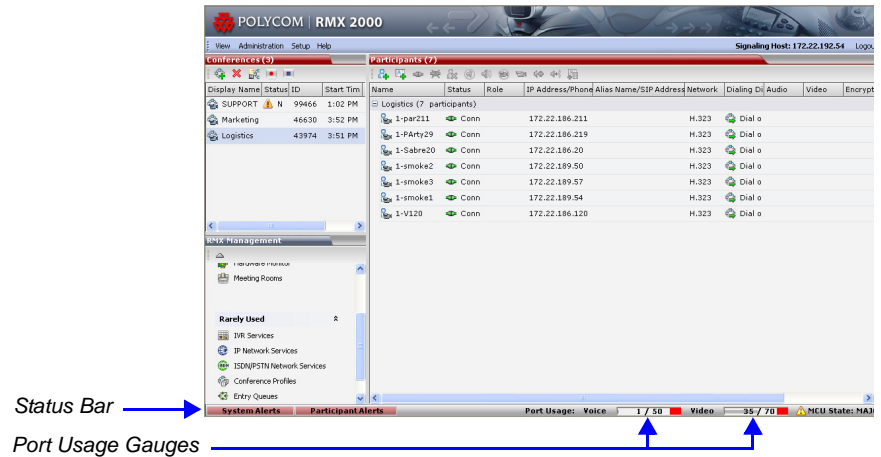 POLYCOM | RMX 2000
View Administration Setup Help Signaling Host: 172.22.192.54 Logou
Conferences (3)
Display Name Status ID Start Tim
SUPPORT N 99466 1:02 PM
Marketing 46630 3:52 PM
Logistics 43974 3:51 PM
Participants (7)
Name Status Role IP Address/Phone Alias Name/SIP Address Network Dialing Di Audio Video Encrypt
Logistics (7 participants)
1-par211 Conn 172.22.186.211 H.323 Dial o
1-PArty29 Conn 172.22.186.219 H.323 Dial o
1-Sabre20 Conn 172.22.186.20 H.323 Dial o
1-smoke2 Conn 172.22.189.50 H.323 Dial o
1-smoke3 Conn 172.22.189.57 H.323 Dial o
1-smoke1 Conn 172.22.189.54 H.323 Dial o
1-V120 Conn 172.22.186.120 H.323 Dial o
RMX Management
Hardware Monitor
Meeting Rooms
Rarely Used
IVR Services
IP Network Services
ISDN/PSTN Network Services
Conference Profiles
Entry Queues
System Alerts Participant Alerts Port Usage: Voice 1 / 50 Video 35 / 70 MCU State: MAJ
Status Bar
Port Usage Gauges